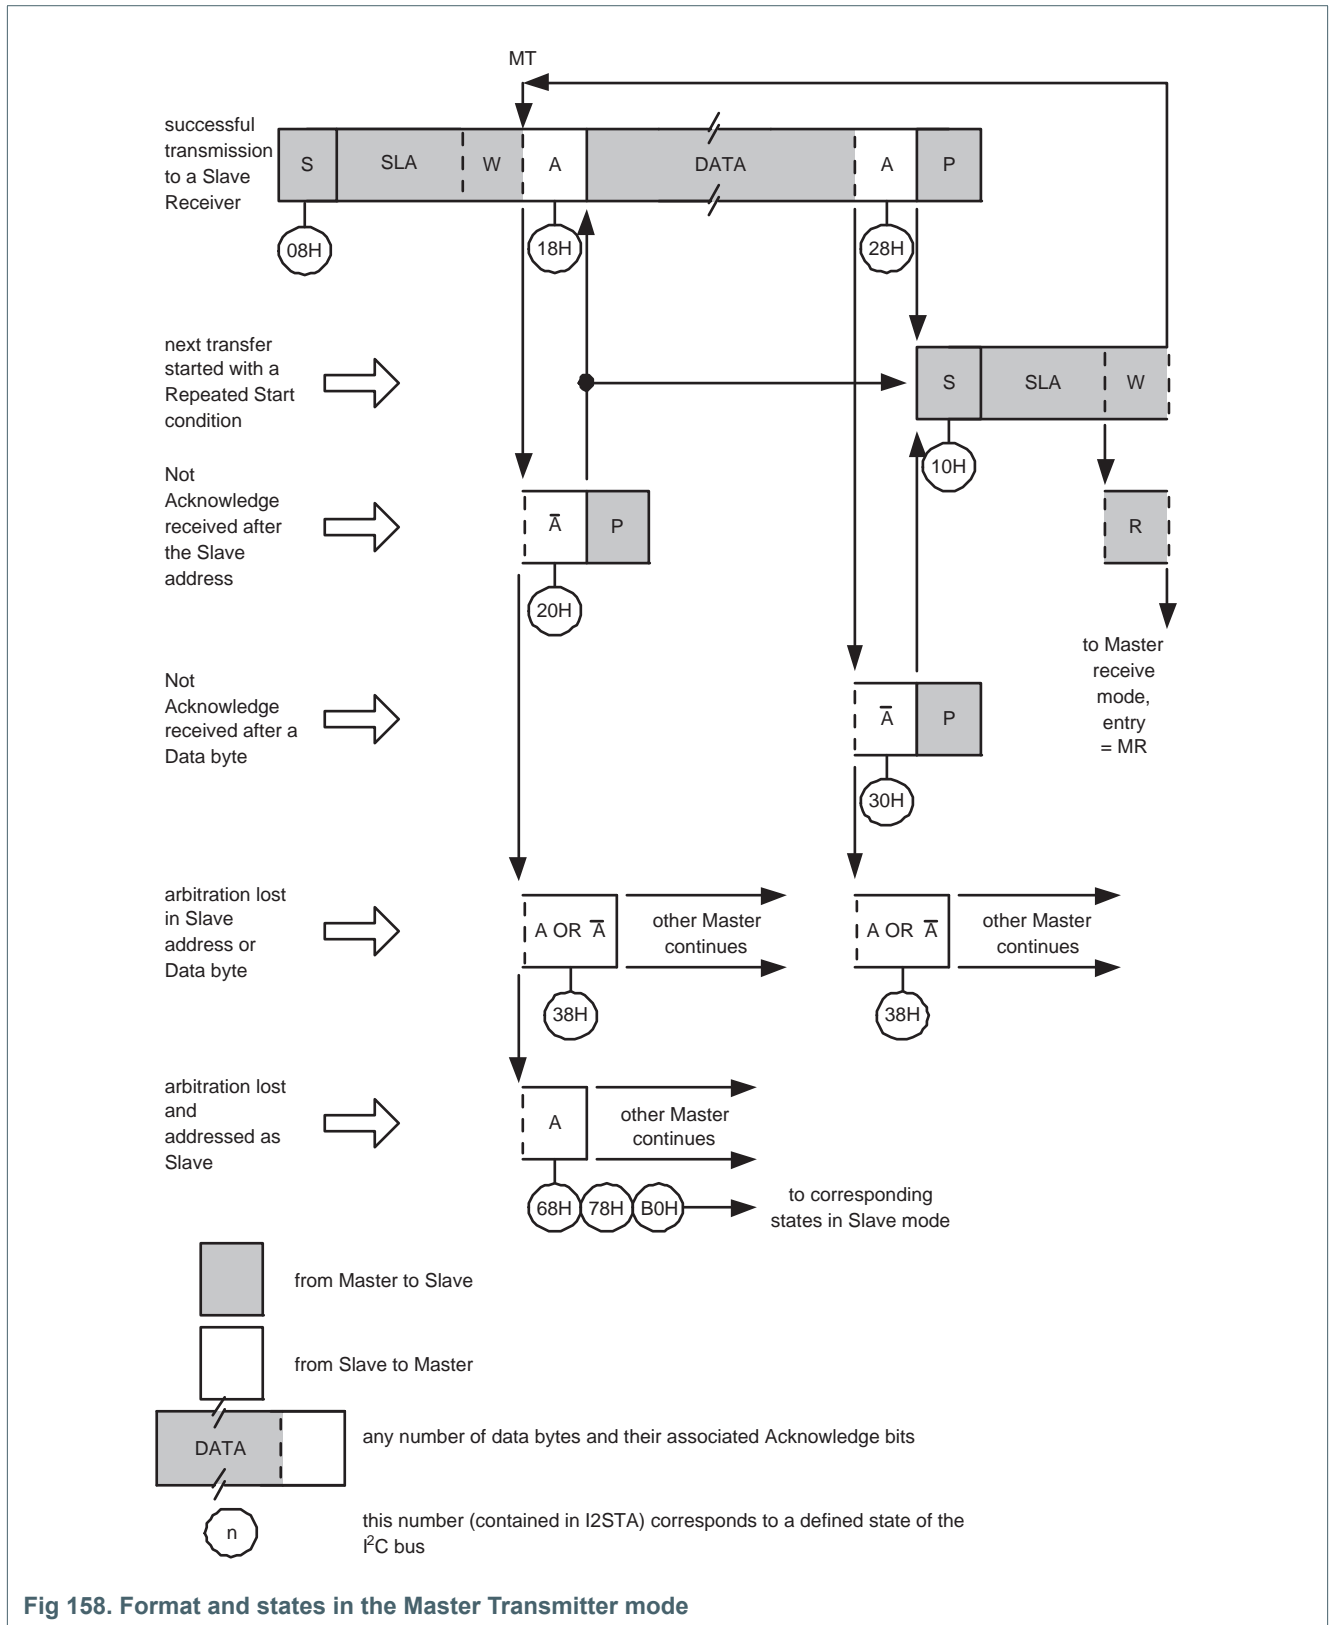 MT
successful
transmission
to a Slave
Receiver
S SLA W A DATA A P
08H 18H 28H
next transfer
started with a
Repeated Start
condition
S SLA W
10H
Not
Acknowledge
received after
the Slave
address
A̅ P
R
20H
to Master
receive
mode,
entry
= MR
Not
Acknowledge
received after a
Data byte
A̅ P
30H
arbitration lost
in Slave
address or
Data byte
A OR A̅
other Master
continues
A OR A̅
other Master
continues
38H 38H
arbitration lost
and
addressed as
Slave
A
other Master
continues
68H 78H B0H
to corresponding
states in Slave mode
from Master to Slave
from Slave to Master
DATA
any number of data bytes and their associated Acknowledge bits
n
this number (contained in I2STA) corresponds to a defined state of the
I²C bus
Fig 158. Format and states in the Master Transmitter mode